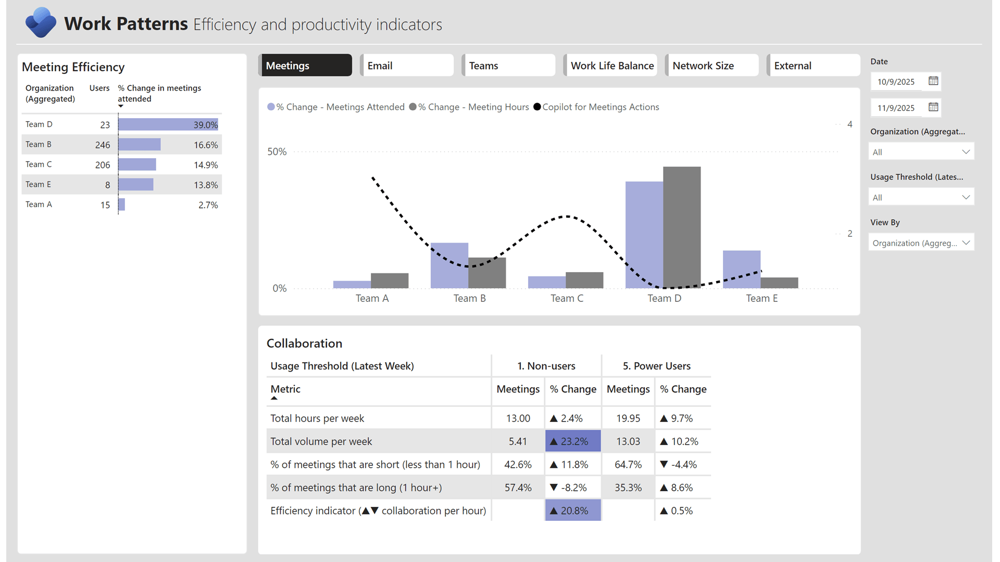 Work Patterns Efficiency and productivity indicators
Meeting Efficiency
Organization (Aggregated) Users % Change in meetings attended
Team D 23 39.0%
Team B 246 16.6%
Team C 206 14.9%
Team E 8 13.8%
Team A 15 2.7%
Meetings Email Teams Work Life Balance Network Size External
% Change - Meetings Attended % Change - Meeting Hours Copilot for Meetings Actions
4
50%
2
0%
Team A Team B Team C Team D Team E
Date
10/9/2025
11/9/2025
Organization (Aggregat...
All
Usage Threshold (Lates...
All
View By
Organization (Aggreg...
Collaboration
Usage Threshold (Latest Week) 1. Non-users 5. Power Users
Metric Meetings % Change Meetings % Change
Total hours per week 13.00 ▲ 2.4% 19.95 ▲ 9.7%
Total volume per week 5.41 ▲ 23.2% 13.03 ▲ 10.2%
% of meetings that are short (less than 1 hour) 42.6% ▲ 11.8% 64.7% ▼ -4.4%
% of meetings that are long (1 hour+) 57.4% ▼ -8.2% 35.3% ▲ 8.6%
Efficiency indicator (▲▼ collaboration per hour) ▲ 20.8% ▲ 0.5%